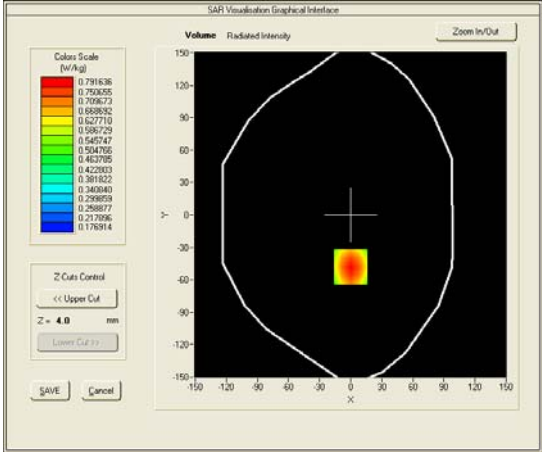 SAR Visualisation Graphical Interface
Volume Radiated Intensity
Zoom In/Out
Colors Scale
(W/kg)
0.791636
0.750655
0.709673
0.668692
0.627710
0.586729
0.545747
0.504766
0.463785
0.422803
0.381822
0.340840
0.299859
0.258877
0.217896
0.176914
Z Cuts Control
<< Upper Cut
Z = 4.0 mm
Lower Cut >>
SAVE Cancel
150
120
90
60
30
0
-30
-60
-90
-120
-150
Y
-150 -120 -90 -60 -30 0 30 60 90 120 150
X